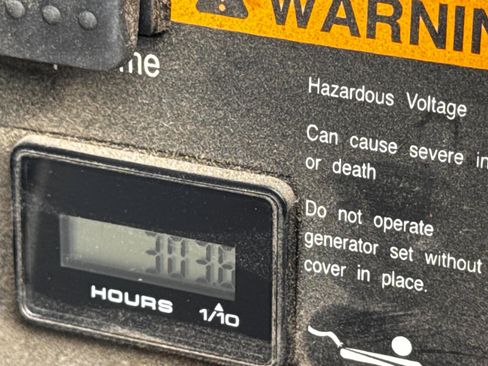 WARNIN
me
Hazardous Voltage
Can cause severe in
or death
Do not operate
generator set without
cover in place.
HOURS 1/10